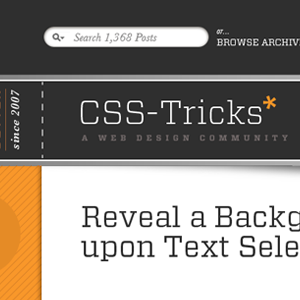 Search 1,368 Posts
or...
BROWSE ARCHIV
since 2007
CSS-Tricks*
A WEB DESIGN COMMUNITY
Reveal a Backg
upon Text Sele